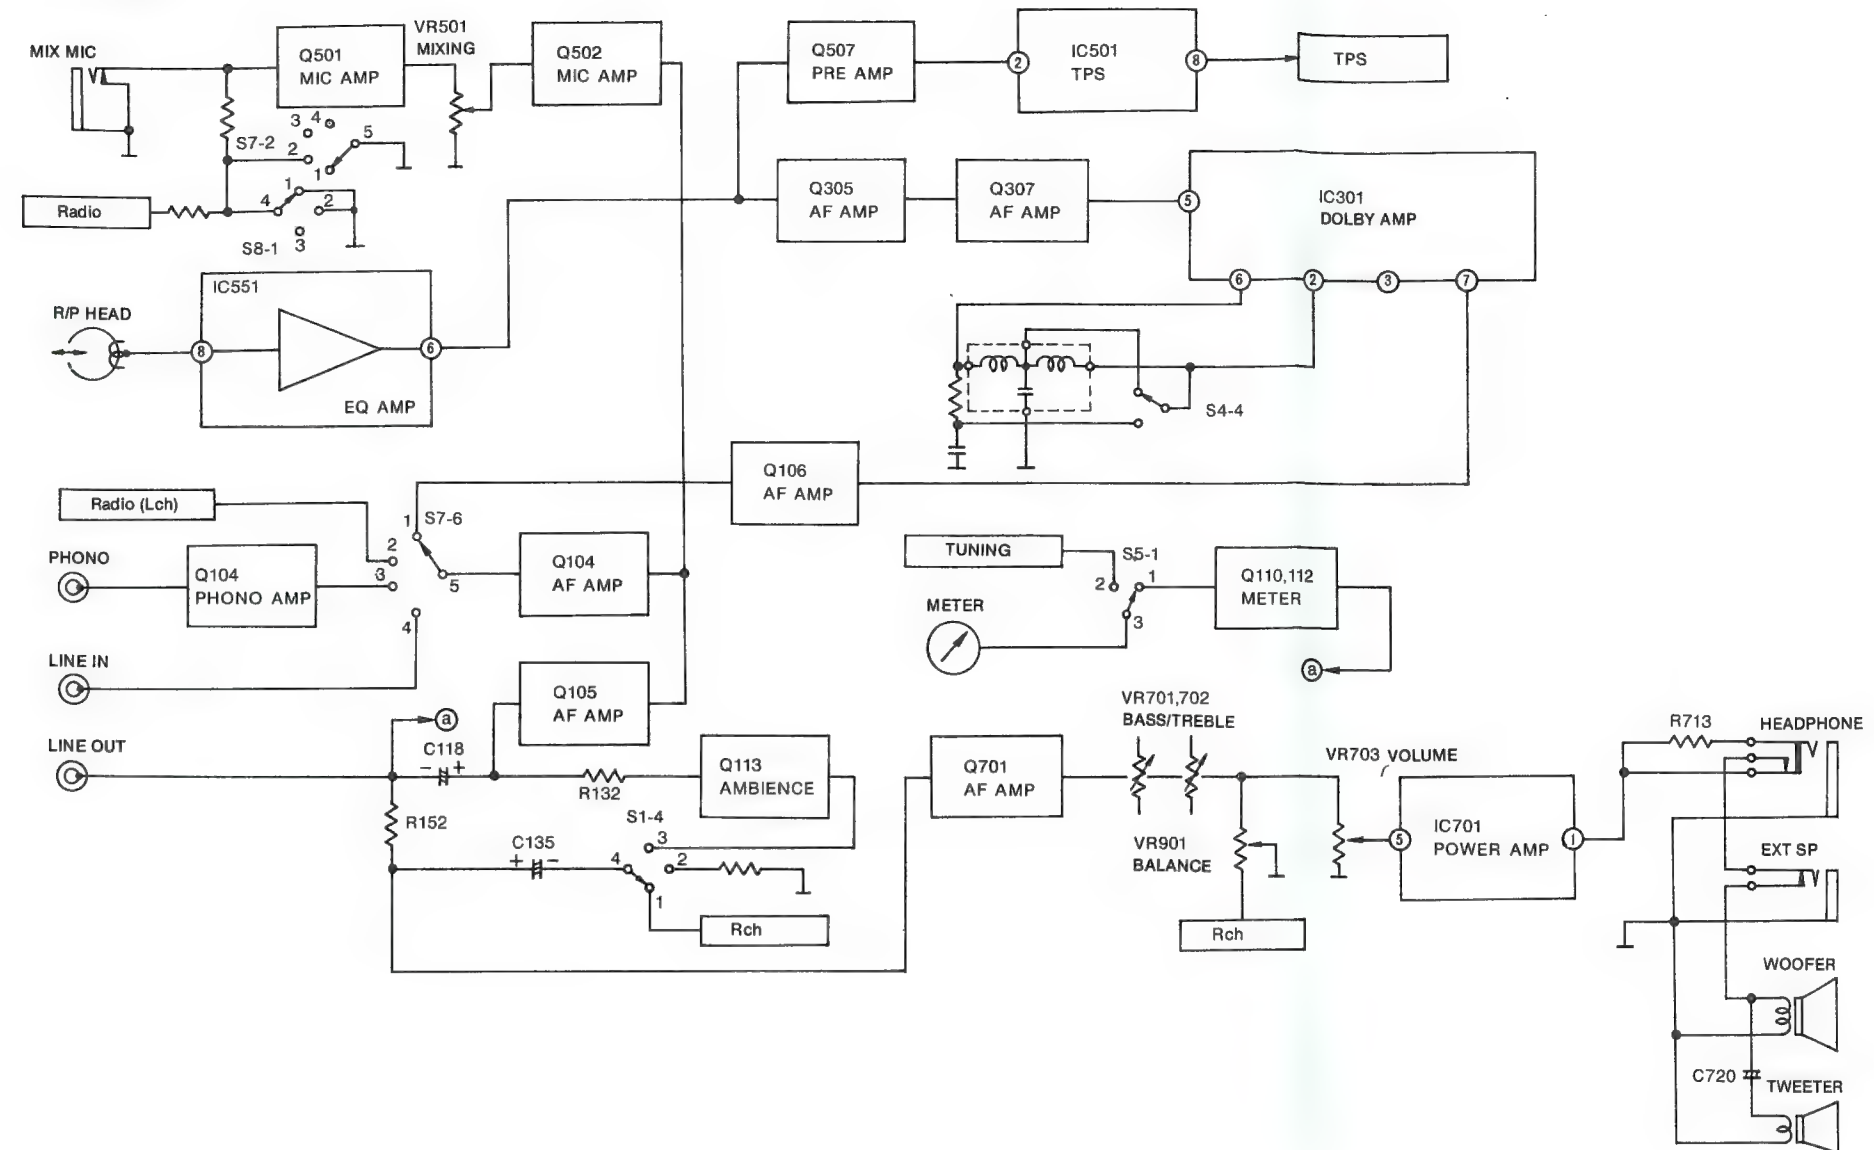 MIX MIC
Q501
MIC AMP
VR501
MIXING
Q502
MIC AMP
Q507
PRE AMP
2
IC501
TPS
8
TPS
S7-2
3
4
5
2
1
Radio
4
1
2
3
S8-1
Q305
AF AMP
Q307
AF AMP
5
IC301
DOLBY AMP
6
2
3
7
R/P HEAD
IC551
8
6
EQ AMP
S4-4
Q106
AF AMP
Radio (Lch)
1
S7-6
2
3
5
4
PHONO
Q104
PHONO AMP
Q104
AF AMP
LINE IN
TUNING
S5-1
2
1
3
Q110,112
METER
METER
a
Q105
AF AMP
a
LINE OUT
C118
-
+
R132
Q113
AMBIENCE
R152
C135
+
-
S1-4
3
4
2
1
Rch
Q701
AF AMP
VR701,702
BASS/TREBLE
VR901
BALANCE
Rch
VR703 VOLUME
5
IC701
POWER AMP
1
R713
HEADPHONE
EXT SP
WOOFER
C720
TWEETER